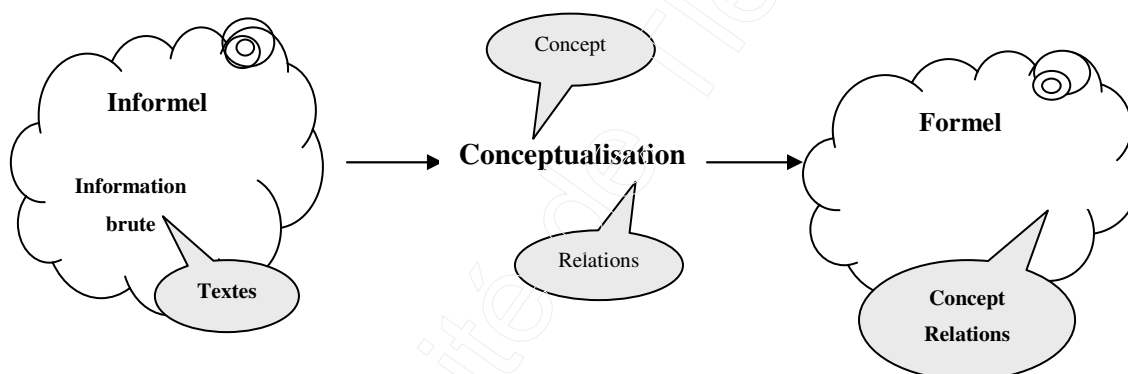 Concept
Informel
Formel
Conceptualisation
Information
brute
Relations
Textes
Concept
Relations